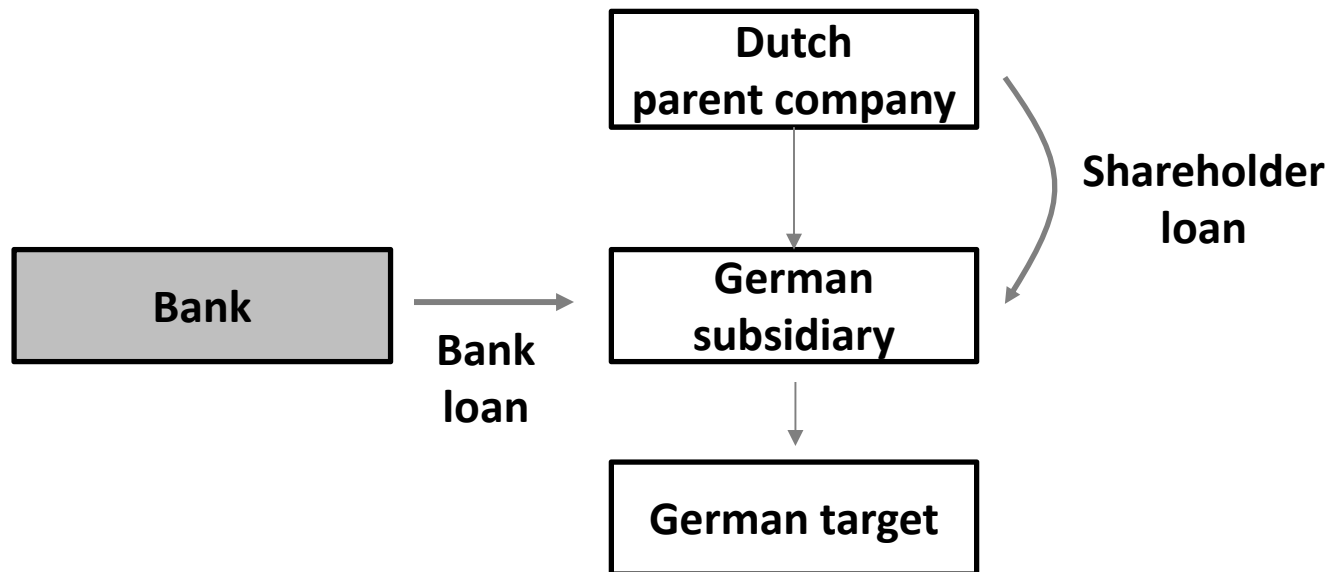 Dutch
parent company
Shareholder
loan
Bank
Bank
loan
German
subsidiary
German target